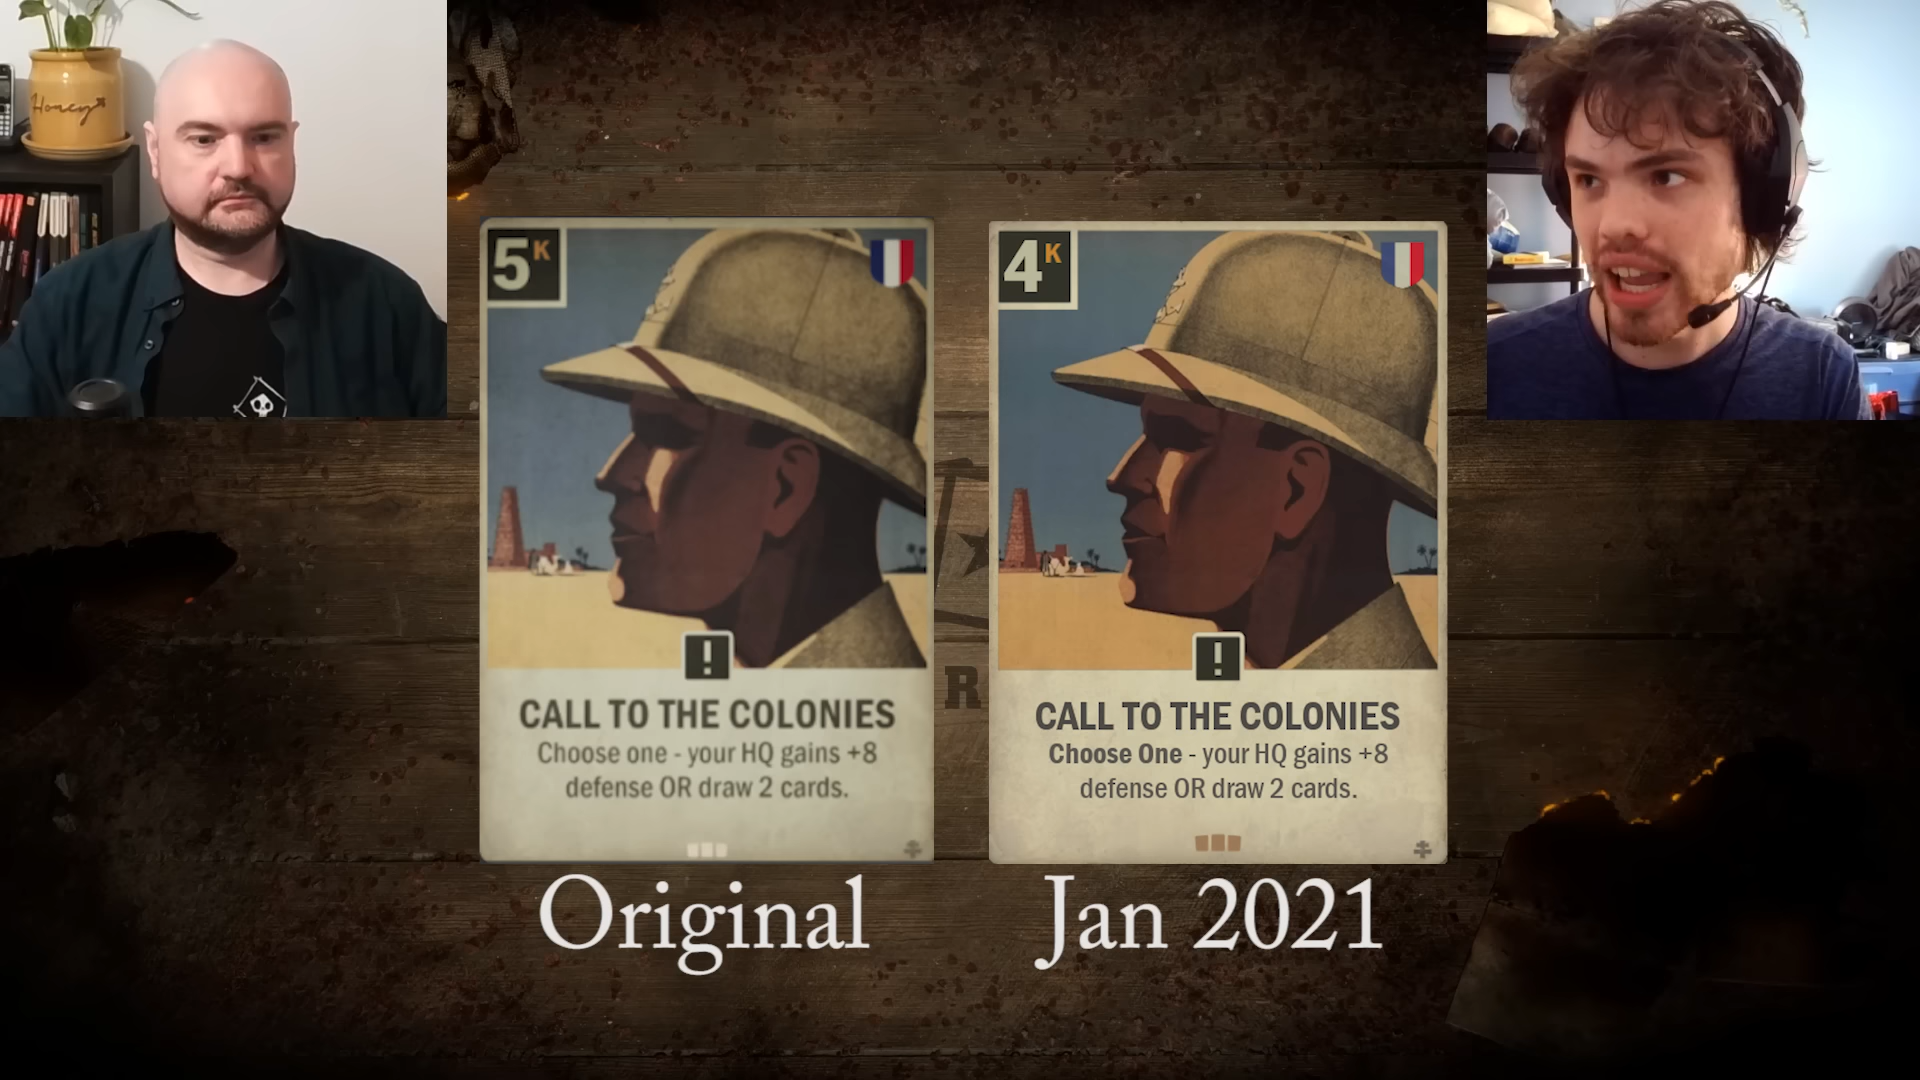 Honey
5K
CALL TO THE COLONIES
Choose one - your HQ gains +8
defense OR draw 2 cards.
Original
R
4K
CALL TO THE COLONIES
Choose One - your HQ gains +8
defense OR draw 2 cards.
Jan 2021